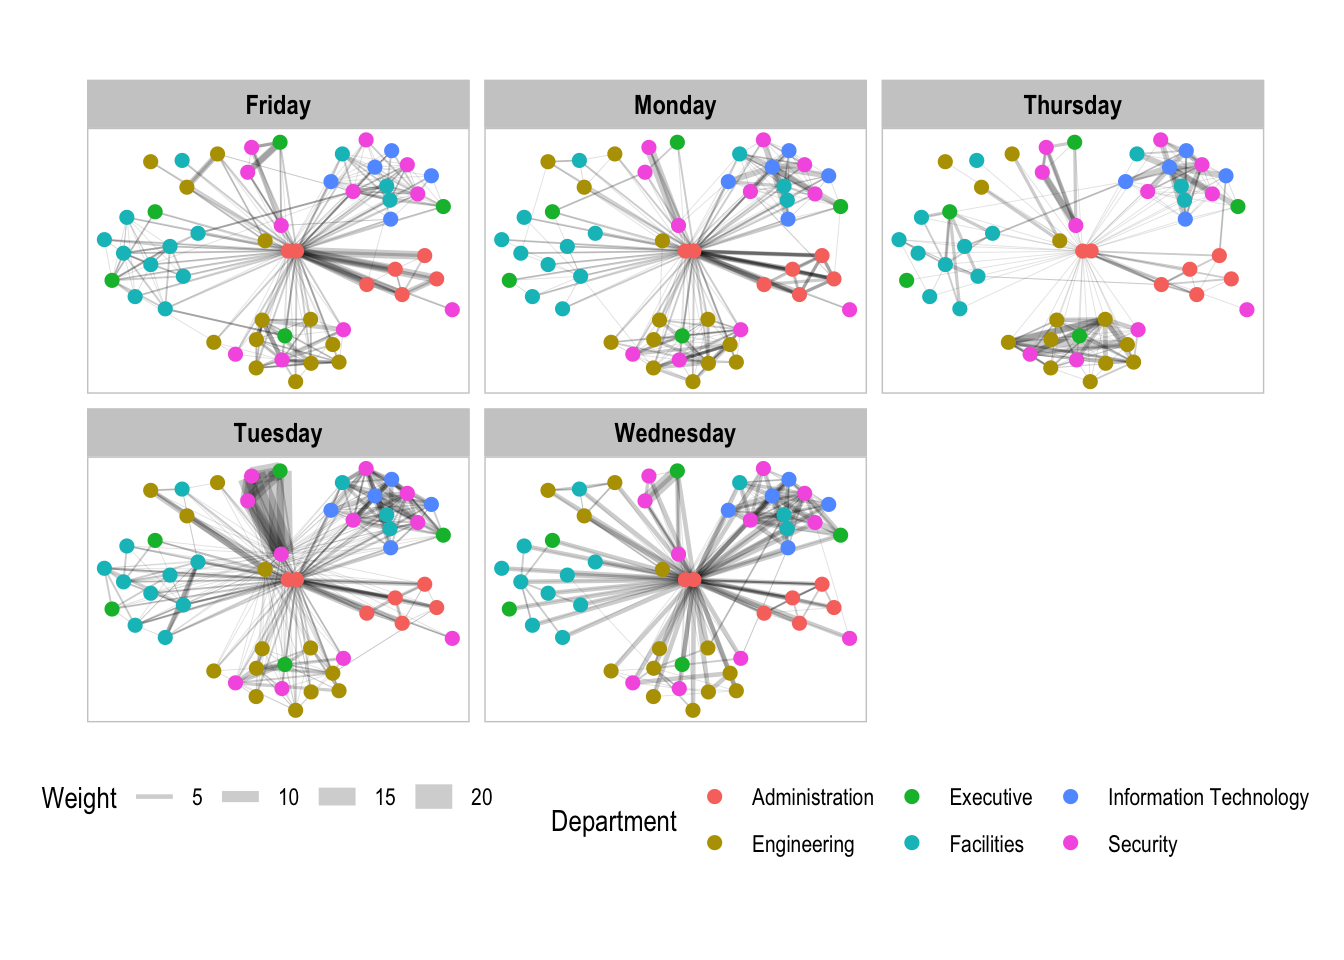 Friday
Monday
Thursday
Tuesday
Wednesday
Weight 5 10 15 20
Department
Administration Executive Information Technology
Engineering Facilities Security